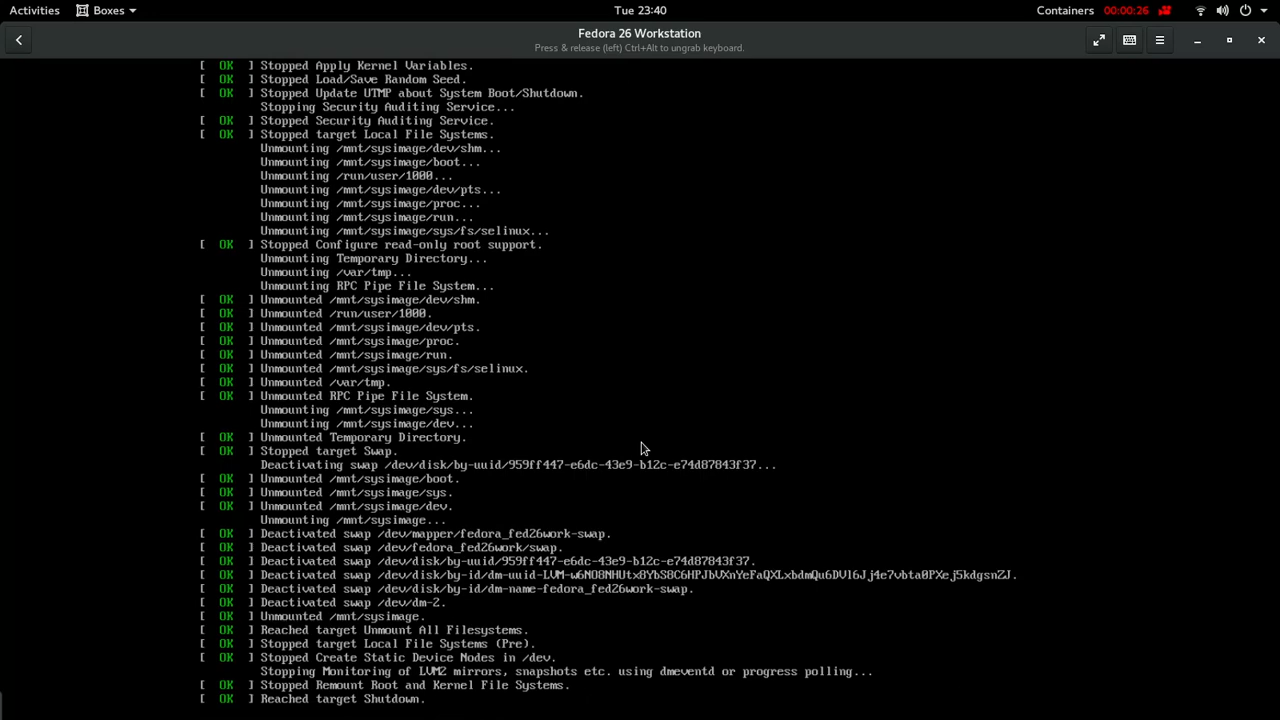 Activities Boxes Tue 23:40 Containers 00:00:26
Fedora 26 Workstation
Press & release (left) Ctrl+Alt to ungrab keyboard.
[  OK  ] Stopped Apply Kernel Variables.
[  OK  ] Stopped Load/Save Random Seed.
[  OK  ] Stopped Update UTMP about System Boot/Shutdown.
Stopping Security Auditing Service...
[  OK  ] Stopped Security Auditing Service.
[  OK  ] Stopped target Local File Systems.
Unmounting /mnt/sysimage/dev/shm...
Unmounting /mnt/sysimage/boot...
Unmounting /run/user/1000...
Unmounting /mnt/sysimage/dev/pts...
Unmounting /mnt/sysimage/proc...
Unmounting /mnt/sysimage/run...
Unmounting /mnt/sysimage/sys/fs/selinux...
[  OK  ] Stopped Configure read-only root support.
Unmounting Temporary Directory...
Unmounting /var/tmp...
Unmounting RPC Pipe File System...
[  OK  ] Unmounted /mnt/sysimage/dev/shm.
[  OK  ] Unmounted /run/user/1000.
[  OK  ] Unmounted /mnt/sysimage/dev/pts.
[  OK  ] Unmounted /mnt/sysimage/proc.
[  OK  ] Unmounted /mnt/sysimage/run.
[  OK  ] Unmounted /mnt/sysimage/sys/fs/selinux.
[  OK  ] Unmounted /var/tmp.
[  OK  ] Unmounted RPC Pipe File System.
Unmounting /mnt/sysimage/sys...
Unmounting /mnt/sysimage/dev...
[  OK  ] Unmounted Temporary Directory.
[  OK  ] Stopped target Swap.
Deactivating swap /dev/disk/by-uuid/959ff447-e6dc-43e9-b12c-e74d87843f37...
[  OK  ] Unmounted /mnt/sysimage/boot.
[  OK  ] Unmounted /mnt/sysimage/sys.
[  OK  ] Unmounted /mnt/sysimage/dev.
Unmounting /mnt/sysimage...
[  OK  ] Deactivated swap /dev/mapper/fedora_fed26work-swap.
[  OK  ] Deactivated swap /dev/fedora_fed26work/swap.
[  OK  ] Deactivated swap /dev/disk/by-uuid/959ff447-e6dc-43e9-b12c-e74d87843f37.
[  OK  ] Deactivated swap /dev/disk/by-id/dm-uuid-LVM-w6NO8NHUtx8YbS8C6HPJbVXnYeFaQXLxbdmQu6DVl6Jj4e7vbta0PXej5kdgsnZJ.
[  OK  ] Deactivated swap /dev/disk/by-id/dm-name-fedora_fed26work-swap.
[  OK  ] Deactivated swap /dev/dm-2.
[  OK  ] Unmounted /mnt/sysimage.
[  OK  ] Reached target Unmount All Filesystems.
[  OK  ] Stopped target Local File Systems (Pre).
[  OK  ] Stopped Create Static Device Nodes in /dev.
Stopping Monitoring of LVM2 mirrors, snapshots etc. using dmeventd or progress polling...
[  OK  ] Stopped Remount Root and Kernel File Systems.
[  OK  ] Reached target Shutdown.